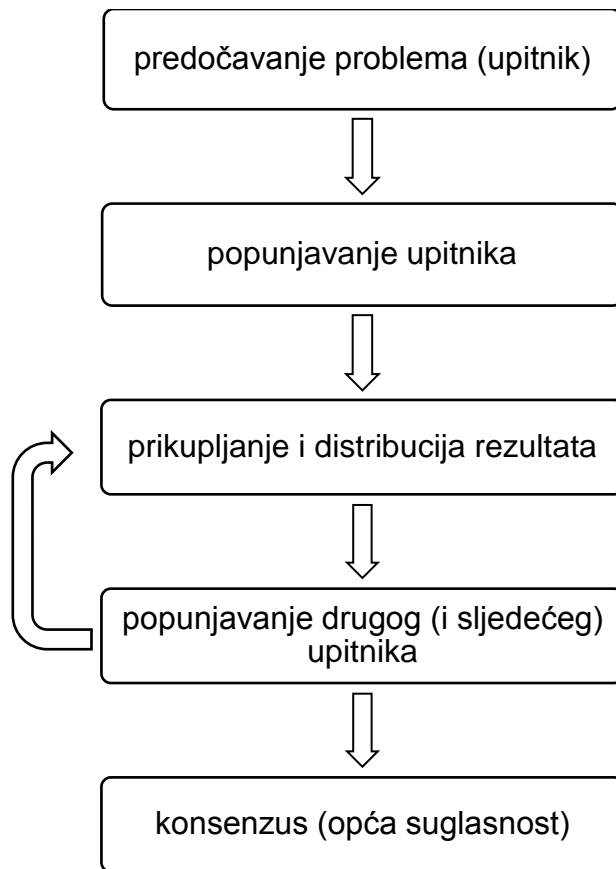 predočavanje problema (upitnik)
popunjavanje upitnika
prikupljanje i distribucija rezultata
popunjavanje drugog (i sljedećeg)
upitnika
konsenzus (opća suglasnost)